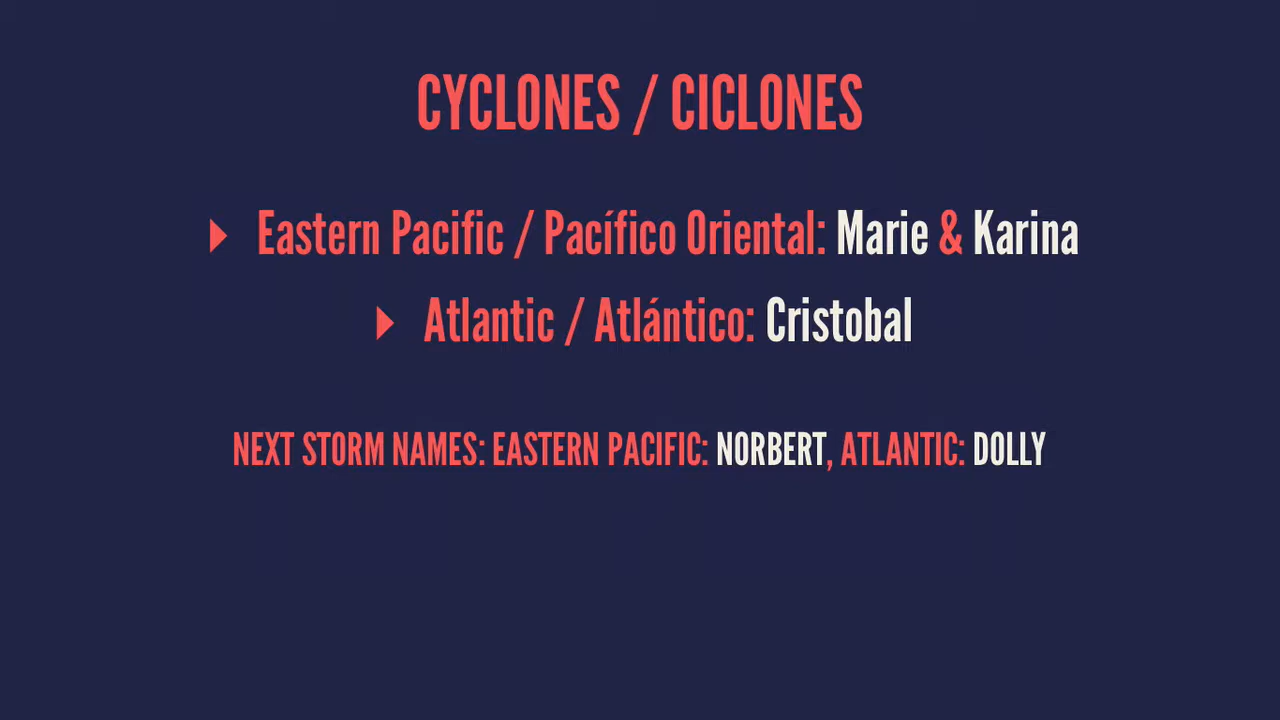 CYCLONES / CICLONES
Eastern Pacific / Pacífico Oriental: Marie & Karina
Atlantic / Atlántico: Cristobal
NEXT STORM NAMES: EASTERN PACIFIC: NORBERT, ATLANTIC: DOLLY